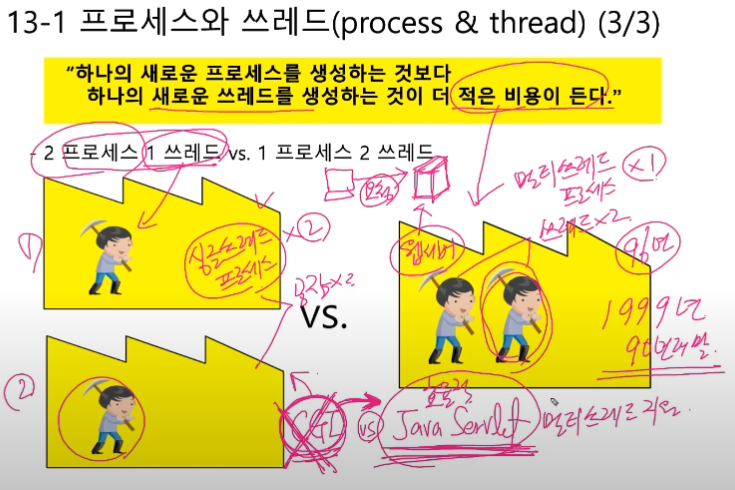 13-1 프로세스와 쓰레드(process & thread) (3/3)
“하나의 새로운 프로세스를 생성하는 것보다
하나의 새로운 쓰레드를 생성하는 것이 더 적은 비용이 든다.”
- 2 프로세스 1 쓰레드 vs. 1 프로세스 2 쓰레드
요청
멀티쓰레드 x1
프로세스
쓰레드 x2
1
싱글쓰레드 x2
프로세스
웹서버
96년
공장x2
vs.
1999년
90년대말.
2
효율적
CGI vs Java Servlet 멀티쓰레드 지원.